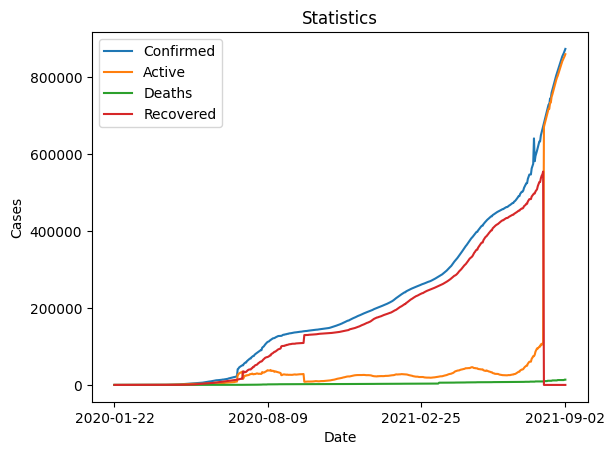 Statistics
Confirmed
Active
Deaths
Recovered
800000
600000
400000
200000
0
Cases
2020-01-22
2020-08-09
2021-02-25
2021-09-02
Date